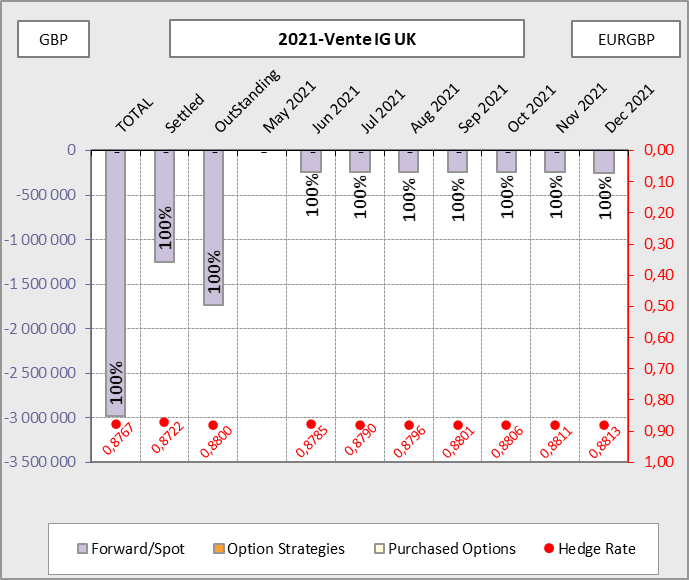 GBP
2021-Vente IG UK
EURGBP
TOTAL
Settled
OutStanding
May 2021
Jun 2021
Jul 2021
Aug 2021
Sep 2021
Oct 2021
Nov 2021
Dec 2021
0
-500 000
-1 000 000
-1 500 000
-2 000 000
-2 500 000
-3 000 000
-3 500 000
0,00
0,10
0,20
0,30
0,40
0,50
0,60
0,70
0,80
0,90
1,00
100%
100%
100%
100%
100%
100%
100%
100%
100%
100%
0,8767
0,8722
0,8800
0,8785
0,8790
0,8796
0,8801
0,8806
0,8811
0,8813
Forward/Spot
Option Strategies
Purchased Options
Hedge Rate